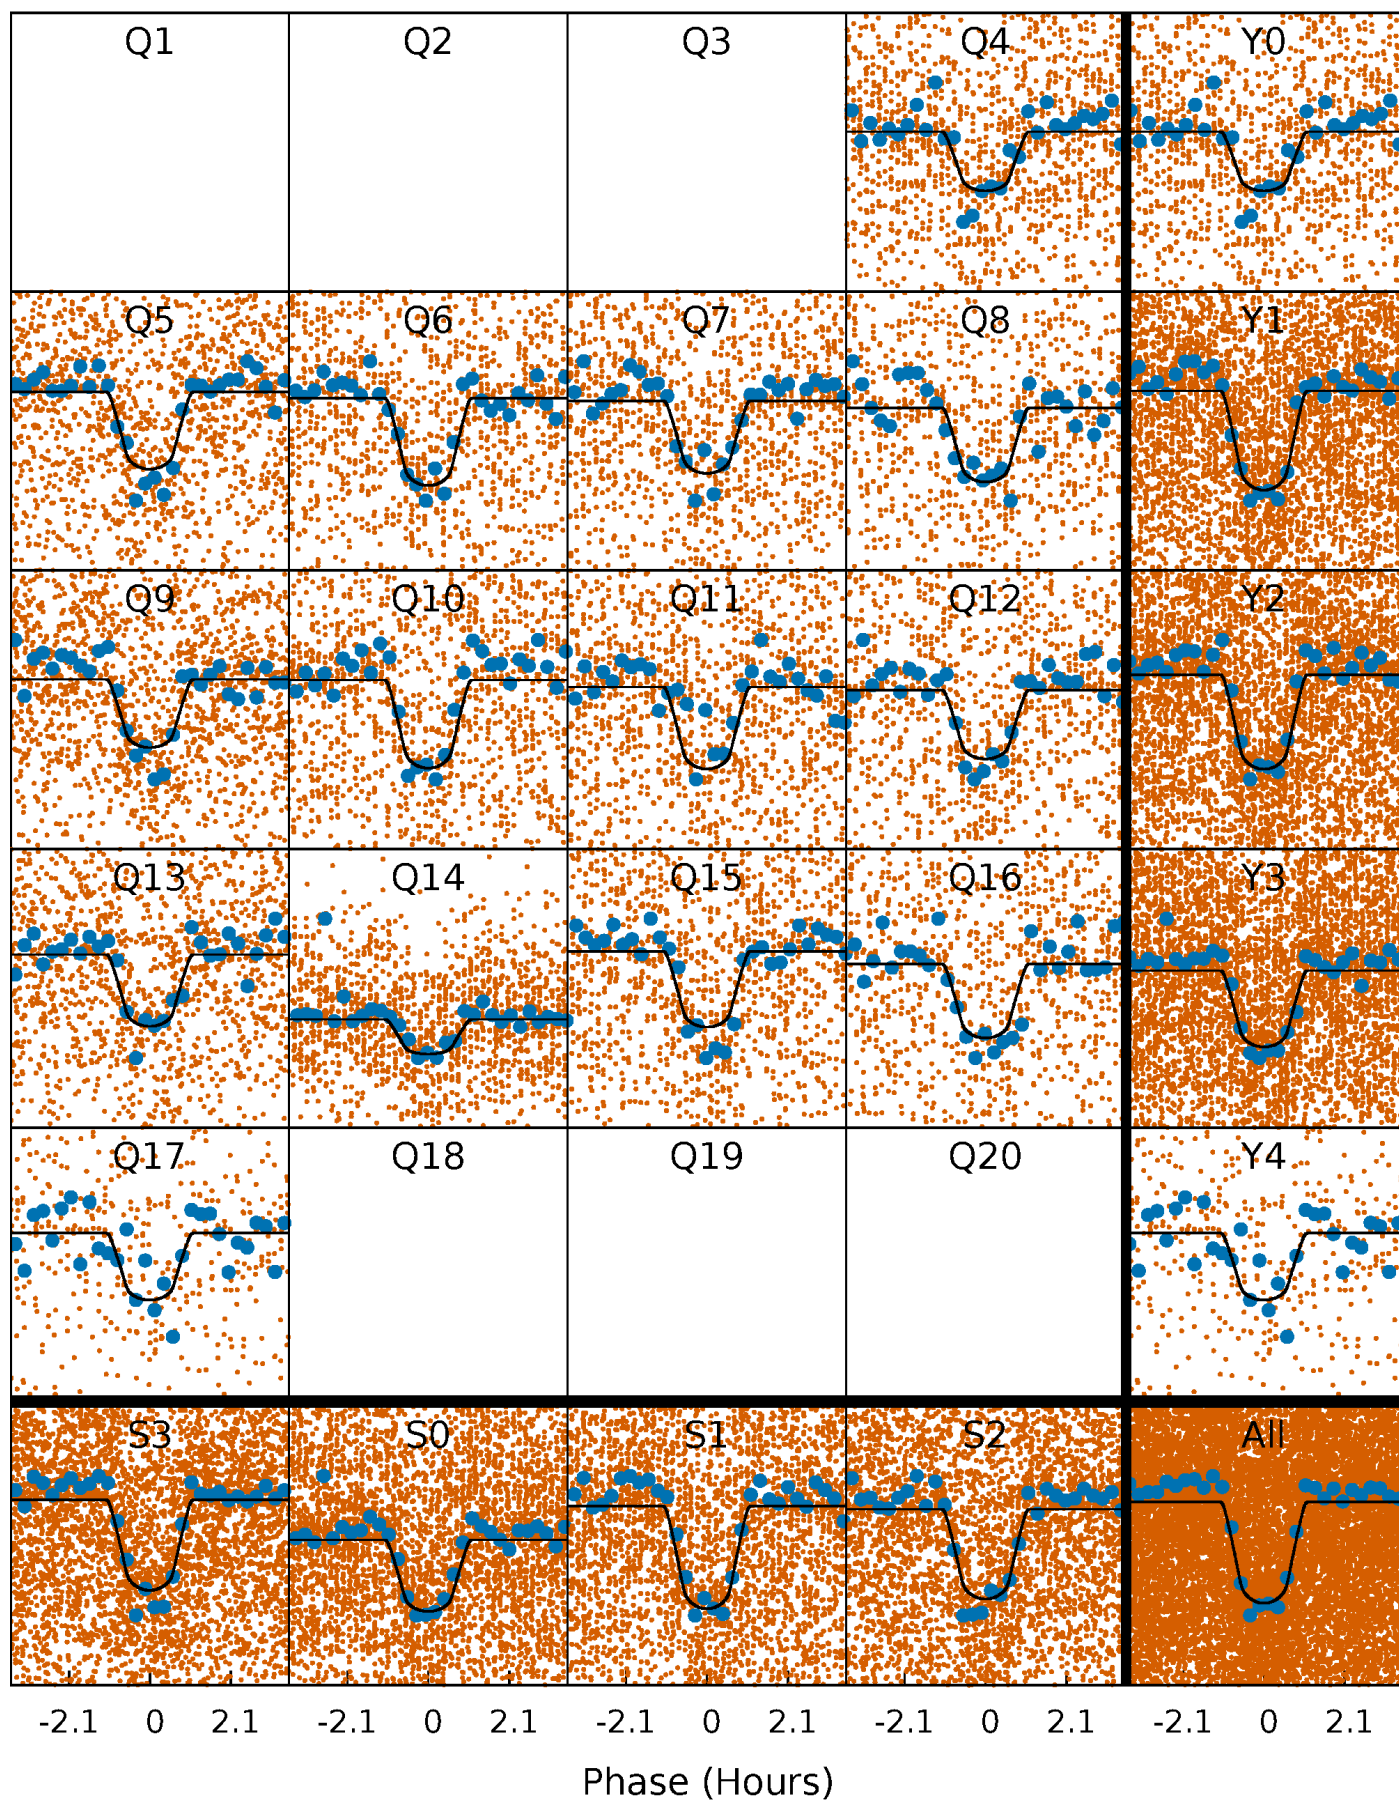 Q1 Q2 Q3 Q4 Y0
Q5 Q6 Q7 Q8 Y1
Q9 Q10 Q11 Q12 Y2
Q13 Q14 Q15 Q16 Y3
Q17 Q18 Q19 Q20 Y4
S3 S0 S1 S2 All
-2.1 0 2.1 -2.1 0 2.1 -2.1 0 2.1 -2.1 0 2.1 -2.1 0 2.1
Phase (Hours)